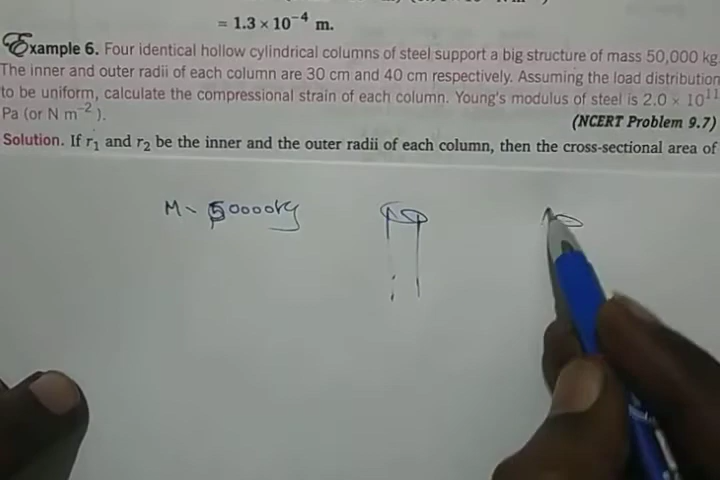 = 1.3 × 10⁻⁴ m.
Example 6. Four identical hollow cylindrical columns of steel support a big structure of mass 50,000 kg.
The inner and outer radii of each column are 30 cm and 40 cm respectively. Assuming the load distribution
to be uniform, calculate the compressional strain of each column. Young's modulus of steel is 2.0 × 10¹¹
Pa (or N m⁻²).
(NCERT Problem 9.7)
Solution. If r₁ and r₂ be the inner and the outer radii of each column, then the cross-sectional area of
M- 50000kg